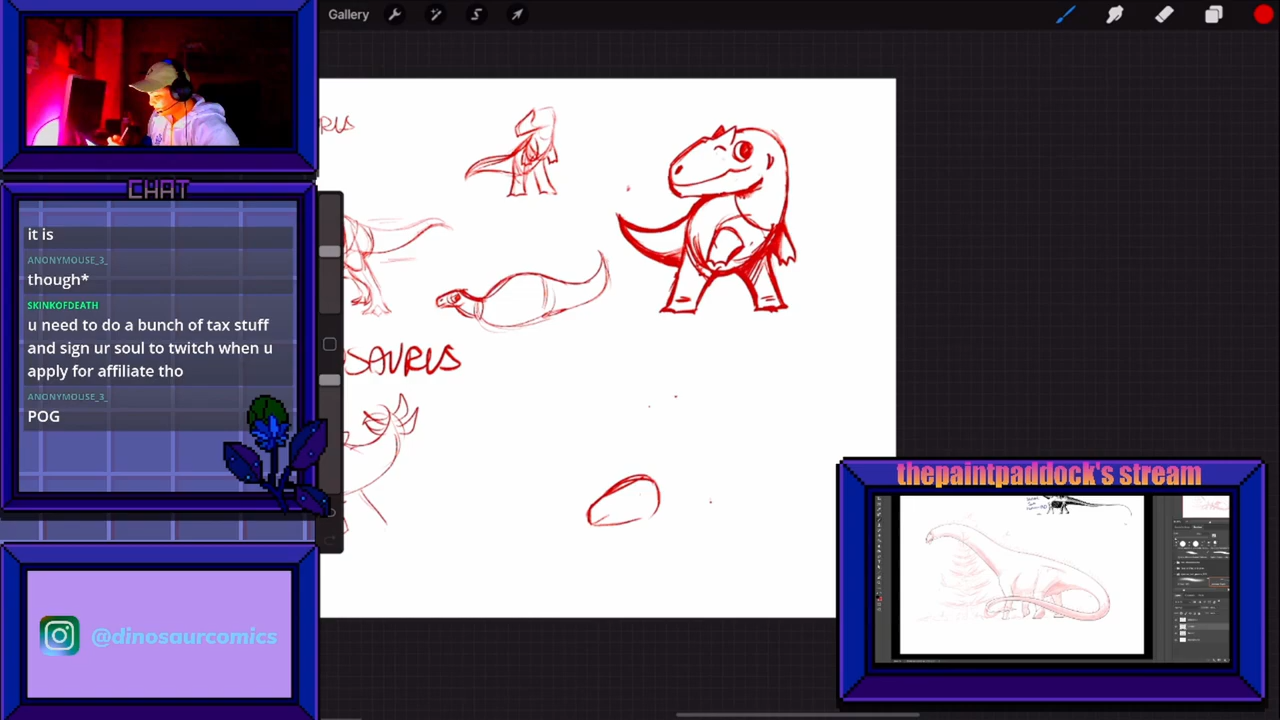 Gallery
CHAT
it is
ANONYMOUSE_3_
though*
SKINKOFDEATH
u need to do a bunch of tax stuff
and sign ur soul to twitch when u
apply for affiliate tho
ANONYMOUSE_3_
POG
@dinosaurcomics
RUS
SAURUS
thepaintpaddock's stream